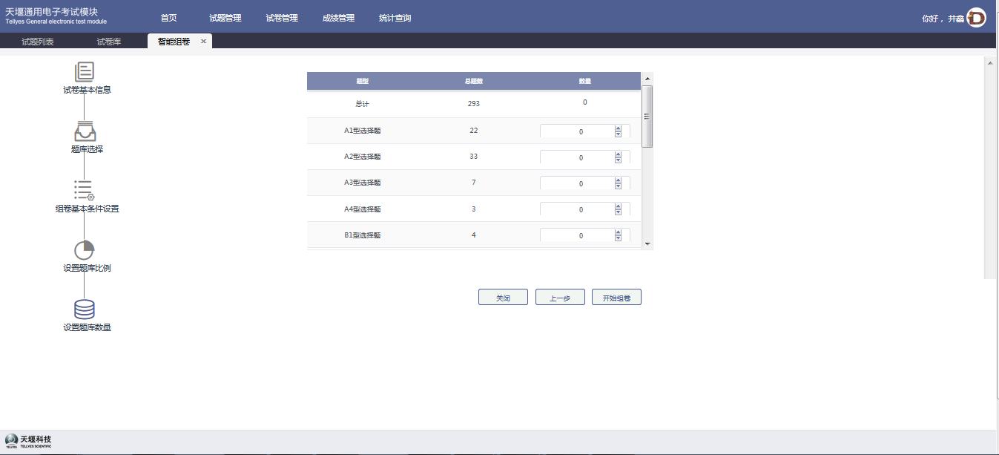 天堰通用电子考试模块
Tellyes General electronic test module
首页 试题管理 试卷管理 成绩管理 统计查询
你好， 井鑫
试题列表 试卷库 智能组卷 ×
试卷基本信息
题库选择
组卷基本条件设置
设置题库比例
设置题库数量
题型 总题数 数量
总计 293 0
A1型选择题 22 0
A2型选择题 33 0
A3型选择题 7 0
A4型选择题 3 0
B1型选择题 4 0
关闭 上一步 开始组卷
天堰科技
TELLYES SCIENTIFIC
TELLYES